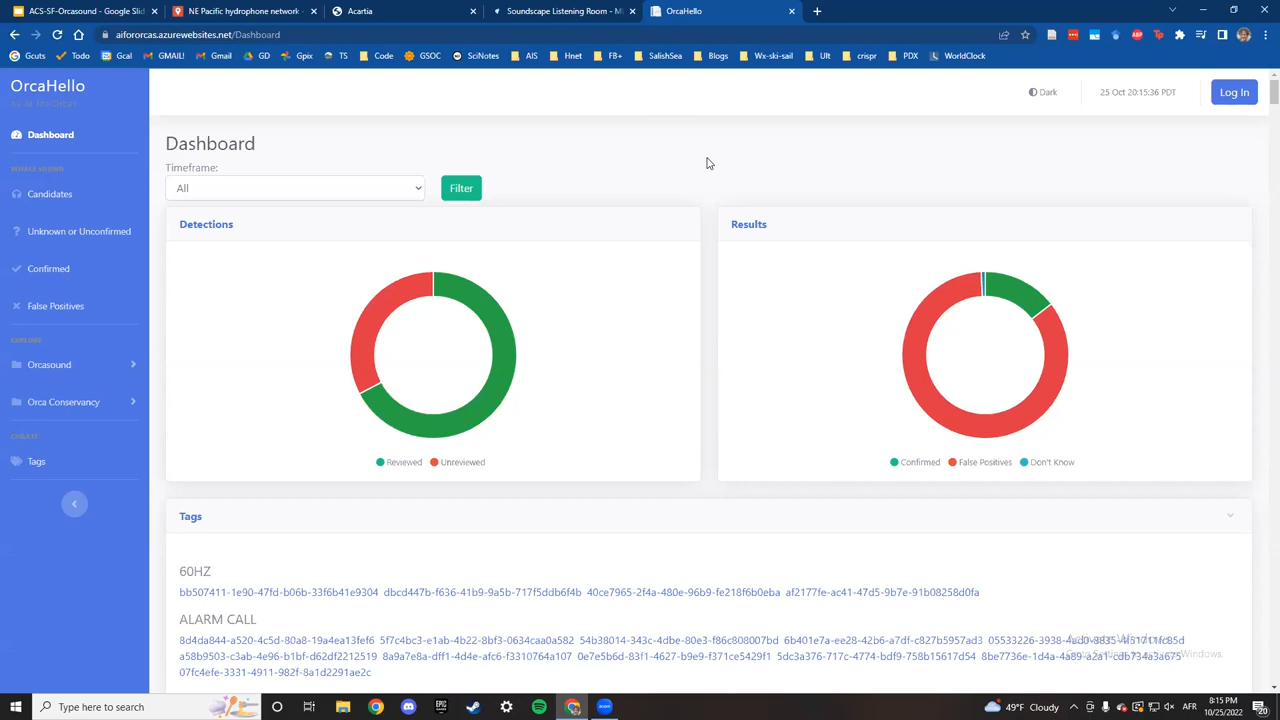 ACS-SF-Orcasound - Google Slid
NE Pacific hydrophone network
Acartia
Soundscape Listening Room – M
OrcaHello
aifororcas.azurewebsites.net/Dashboard
Gcuts
Todo
Gcal
GMAIL!
Gmail
Gdrive
Gpix
TS
Code
GSOC
SciNotes
AIS
Hnet
FB+
SalishSea
Blogs
Wx-ski-sail
Ult
crispr
PDX
WorldClock
OrcaHello
Dark
25 Oct 20:15:36 PDT
Log In
Dashboard
Candidates
Unknown or Unconfirmed
Confirmed
False Positives
EXPLORE
Orcasound
Orca Conservancy
Tags
Dashboard
Timeframe:
All
Filter
Detections
Reviewed
Unreviewed
Results
Confirmed
False Positives
Don't Know
Tags
60HZ
bb507411-1e90-47fd-b06b-33f6b41e9304 dbcd447b-f636-41b9-9a5b-717f5ddb6f4b 40ce7965-2f4a-480e-96b9-fe218f6b0eba af2177fe-ac41-47d5-9b7e-91b08258d0fa
ALARM CALL
8d4da844-a520-4c5d-80a8-19a4ea13fef6 5f7c4bc3-e1ab-4b22-8bf3-0634caa0a582 54b38014-343c-4dbe-80e3-f86c808007bd 6b401e7a-ee28-42b6-a7df-c827b5957ad3
a58b9503-c3ab-4e96-b1bf-d62df2212519 8a9a7e8a-dff1-4d4e-afc6-f3310764a107 0e7e5b6d-83f1-4627-b9e9-f371ce5429f1 5dc3a376-717c-4774-bdf9-758b15617d54
07fc4efe-3331-4911-982f-8a1d2291ae2c
Type here to search
EPIC
zoom
49°F Cloudy
AFR
8:15 PM
10/25/2022
20